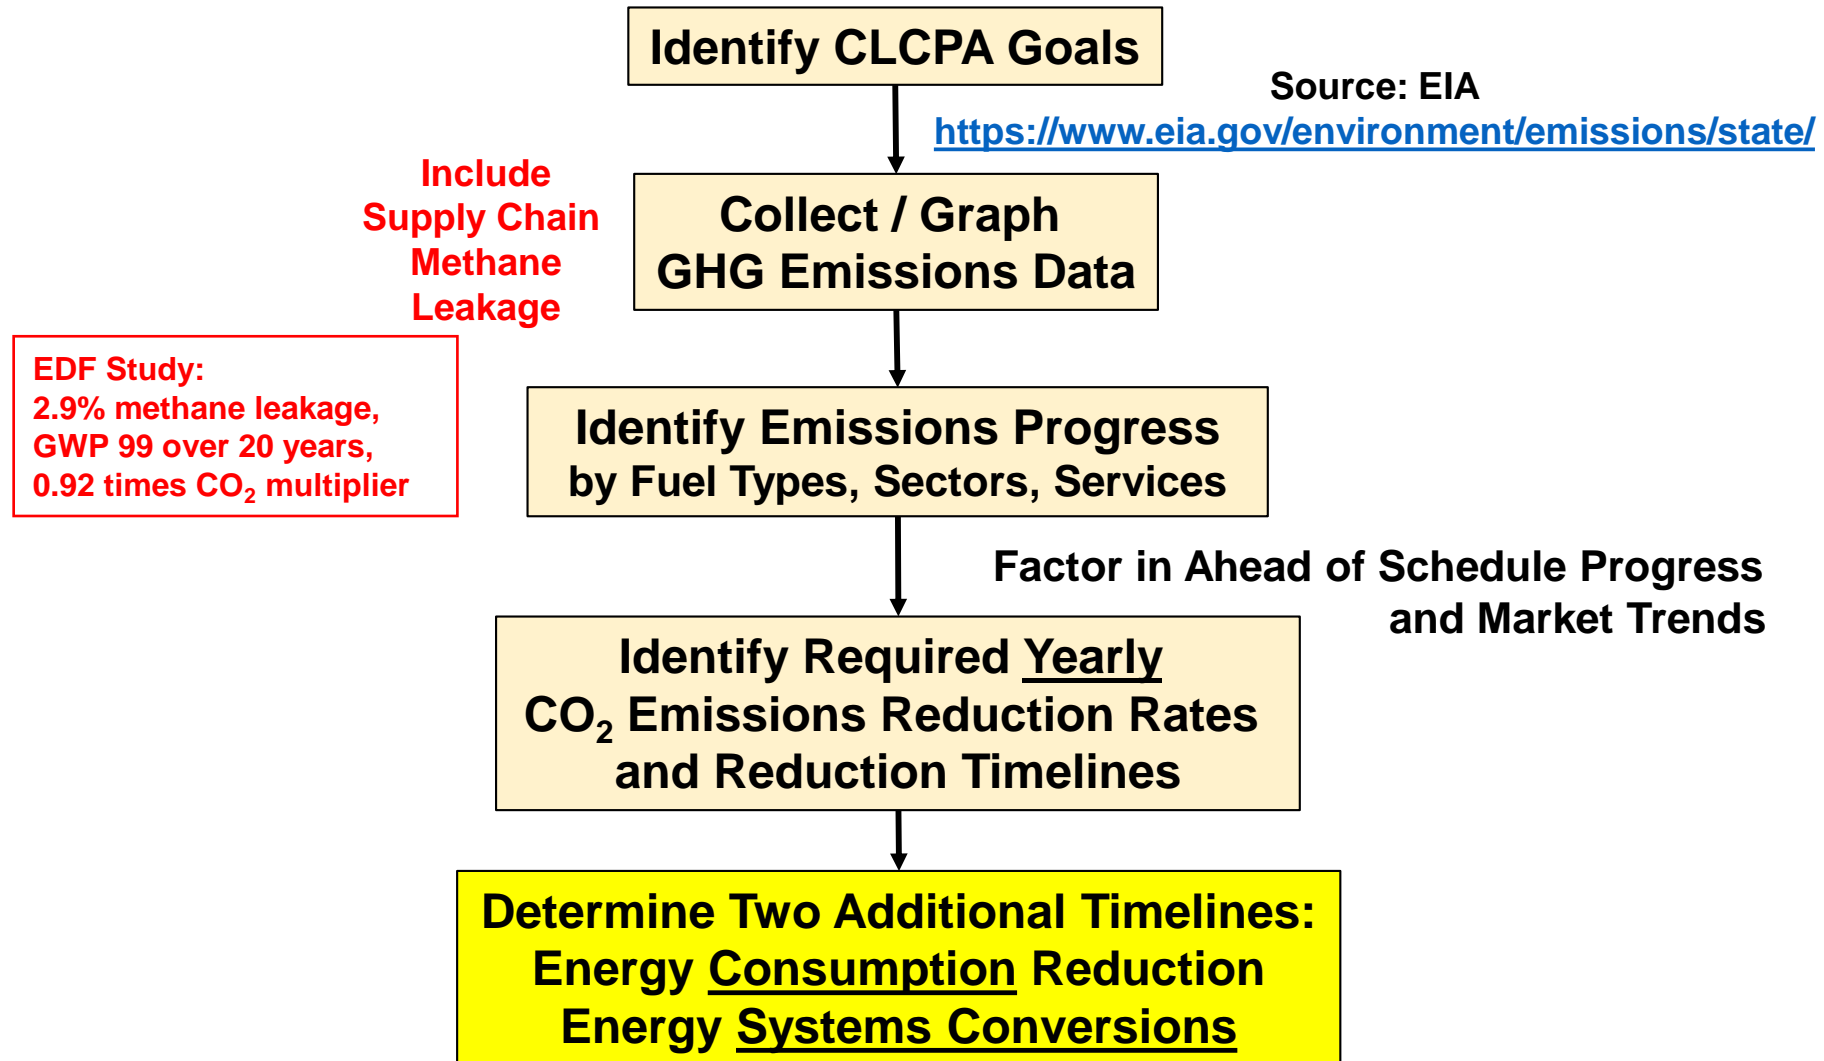 Identify CLCPA Goals
Source: EIA
https://www.eia.gov/environment/emissions/state/
Include
Supply Chain
Methane
Leakage
Collect / Graph
GHG Emissions Data
EDF Study:
2.9% methane leakage,
GWP 99 over 20 years,
0.92 times CO₂ multiplier
Identify Emissions Progress
by Fuel Types, Sectors, Services
Factor in Ahead of Schedule Progress
and Market Trends
Identify Required Yearly
CO₂ Emissions Reduction Rates
and Reduction Timelines
Determine Two Additional Timelines:
Energy Consumption Reduction
Energy Systems Conversions